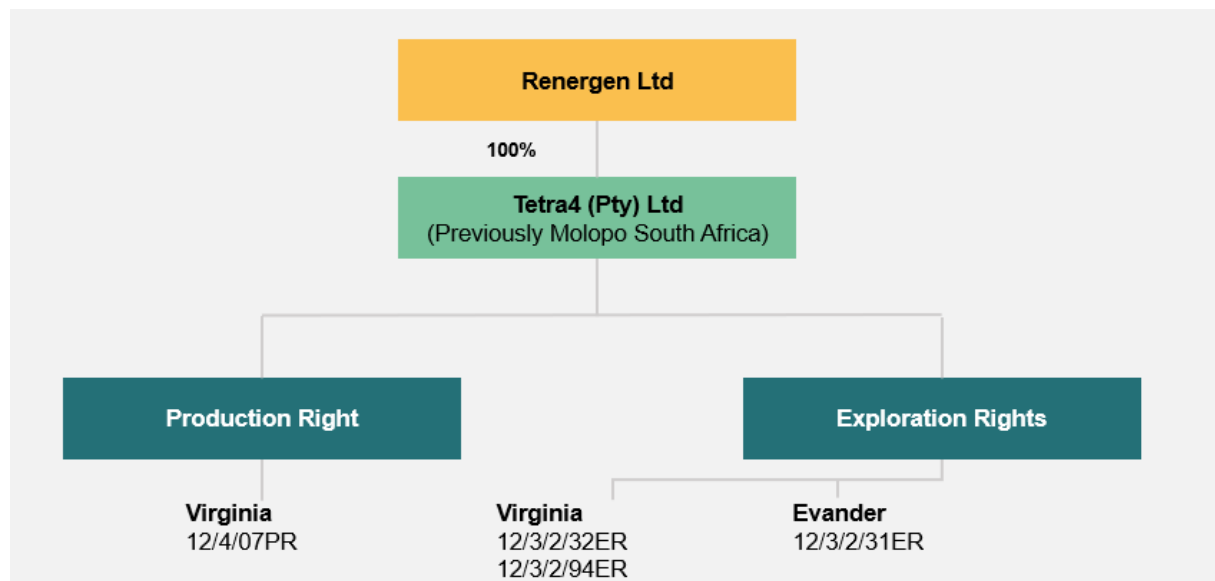 Renergen Ltd
100%
Tetra4 (Pty) Ltd
(Previously Molopo South Africa)
Production Right
Exploration Rights
Virginia
12/4/07PR
Virginia
12/3/2/32ER
12/3/2/94ER
Evander
12/3/2/31ER